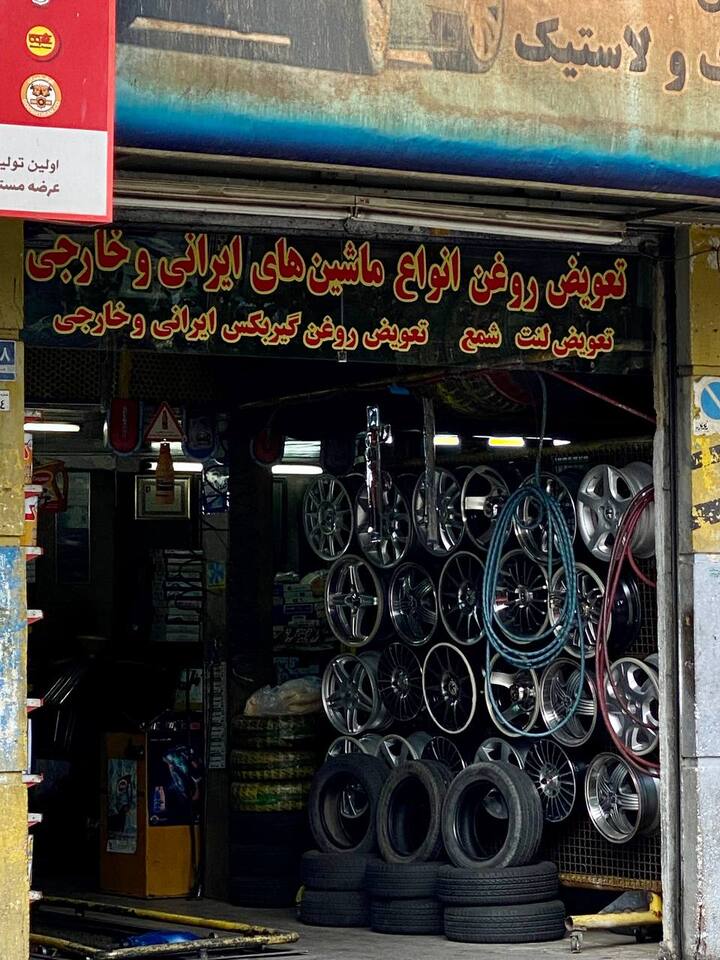 و لاستیک
اولین تولی
عرضه مست
تعویض روغن انواع ماشین های ایرانی و خارجی
تعویض لنت شمع تعویض روغن گیربکس ایرانی و خارجی
۸